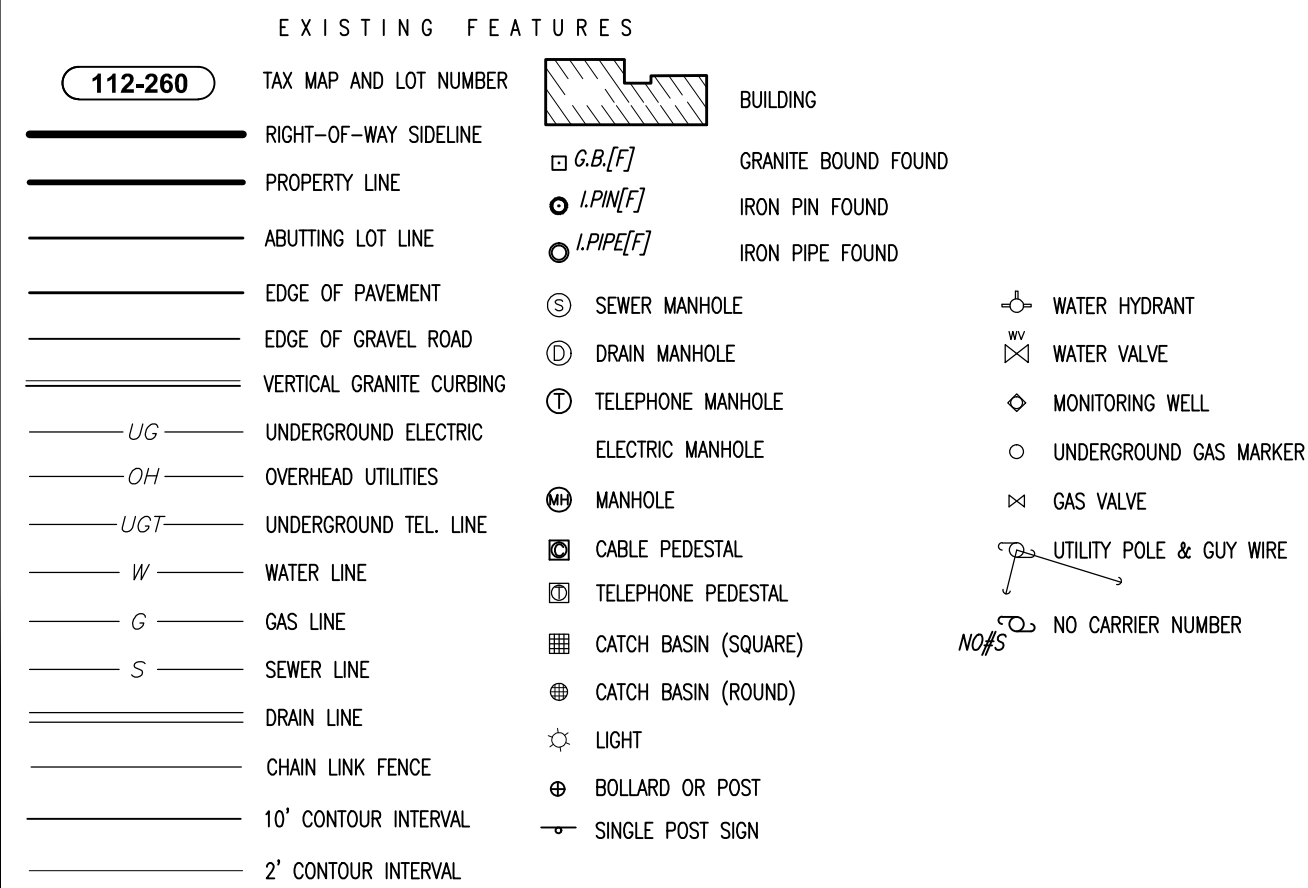 EXISTING FEATURES
112-260 TAX MAP AND LOT NUMBER
RIGHT-OF-WAY SIDELINE
PROPERTY LINE
ABUTTING LOT LINE
EDGE OF PAVEMENT
EDGE OF GRAVEL ROAD
VERTICAL GRANITE CURBING
UG UNDERGROUND ELECTRIC
OH OVERHEAD UTILITIES
UGT UNDERGROUND TEL. LINE
W WATER LINE
G GAS LINE
S SEWER LINE
DRAIN LINE
CHAIN LINK FENCE
10' CONTOUR INTERVAL
2' CONTOUR INTERVAL
BUILDING
G.B.[F] GRANITE BOUND FOUND
I.PIN[F] IRON PIN FOUND
I.PIPE[F] IRON PIPE FOUND
S SEWER MANHOLE
D DRAIN MANHOLE
T TELEPHONE MANHOLE
ELECTRIC MANHOLE
MH MANHOLE
C CABLE PEDESTAL
T TELEPHONE PEDESTAL
CATCH BASIN (SQUARE)
CATCH BASIN (ROUND)
LIGHT
BOLLARD OR POST
SINGLE POST SIGN
WATER HYDRANT
WV
WATER VALVE
MONITORING WELL
UNDERGROUND GAS MARKER
GAS VALVE
UTILITY POLE & GUY WIRE
NO#S NO CARRIER NUMBER